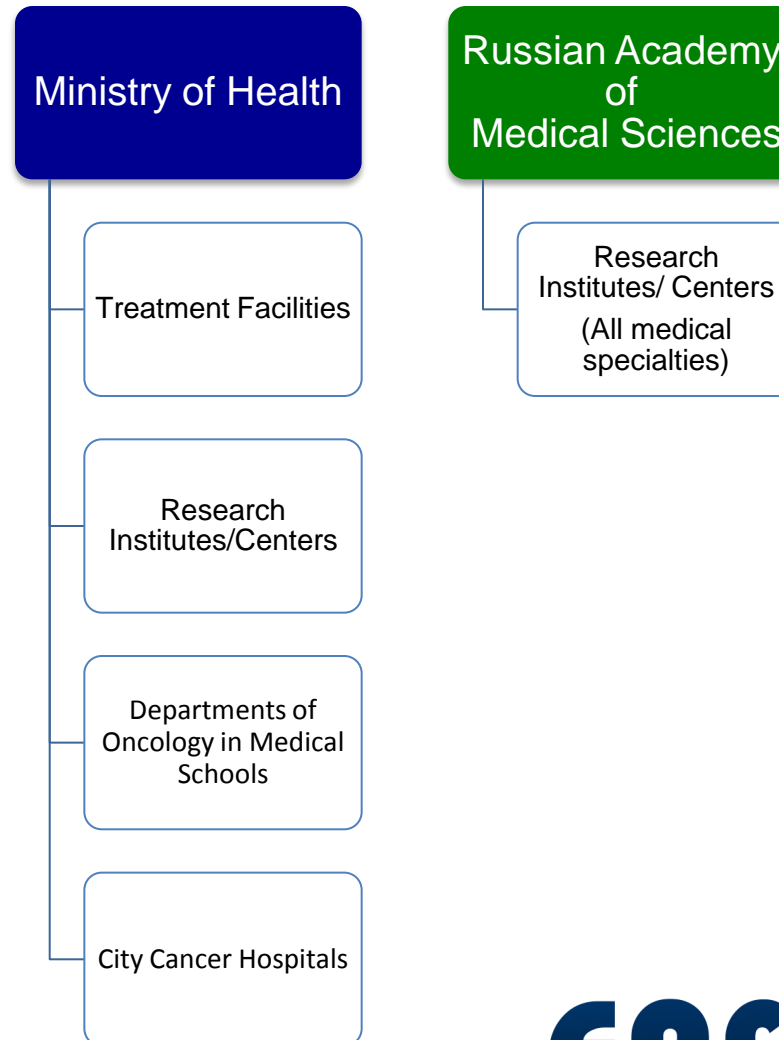 Ministry of Health
Treatment Facilities
Research
Institutes/Centers
Departments of
Oncology in Medical
Schools
City Cancer Hospitals
Russian Academy
of
Medical Sciences
Research
Institutes/ Centers
(All medical
specialties)